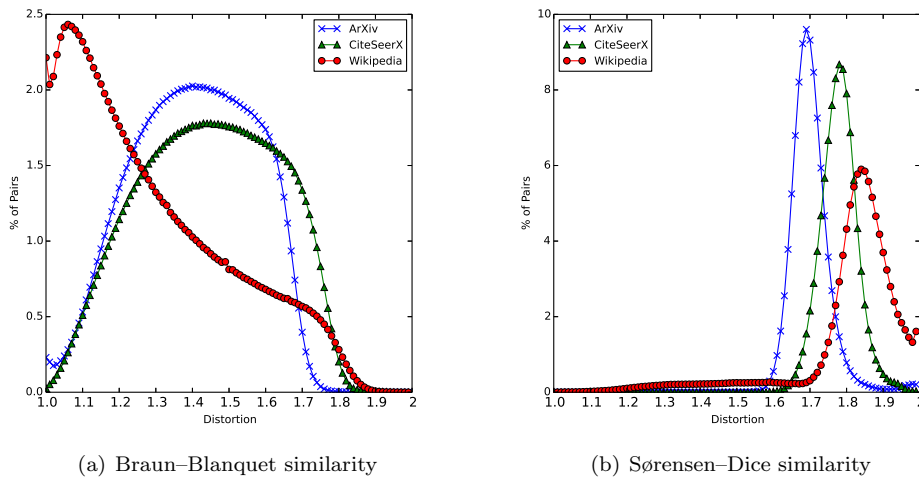 2.5
2.0
1.5
1.0
0.5
0.0
% of Pairs
1.0 1.1 1.2 1.3 1.4 1.5 1.6 1.7 1.8 1.9 2
Distortion
ArXiv
CiteSeerX
Wikipedia
(a) Braun–Blanquet similarity
10
8
6
4
2
0
% of Pairs
1.0 1.1 1.2 1.3 1.4 1.5 1.6 1.7 1.8 1.9 2
Distortion
ArXiv
CiteSeerX
Wikipedia
(b) Sørensen–Dice similarity